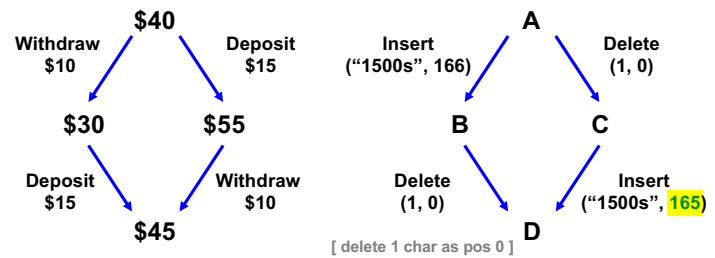 $40
Withdraw
$10
Deposit
$15
$30
$55
Deposit
$15
Withdraw
$10
$45
A
Insert
(“1500s”, 166)
Delete
(1, 0)
B
C
Delete
(1, 0)
Insert
(“1500s”, 165)
D
[ delete 1 char as pos 0 ]